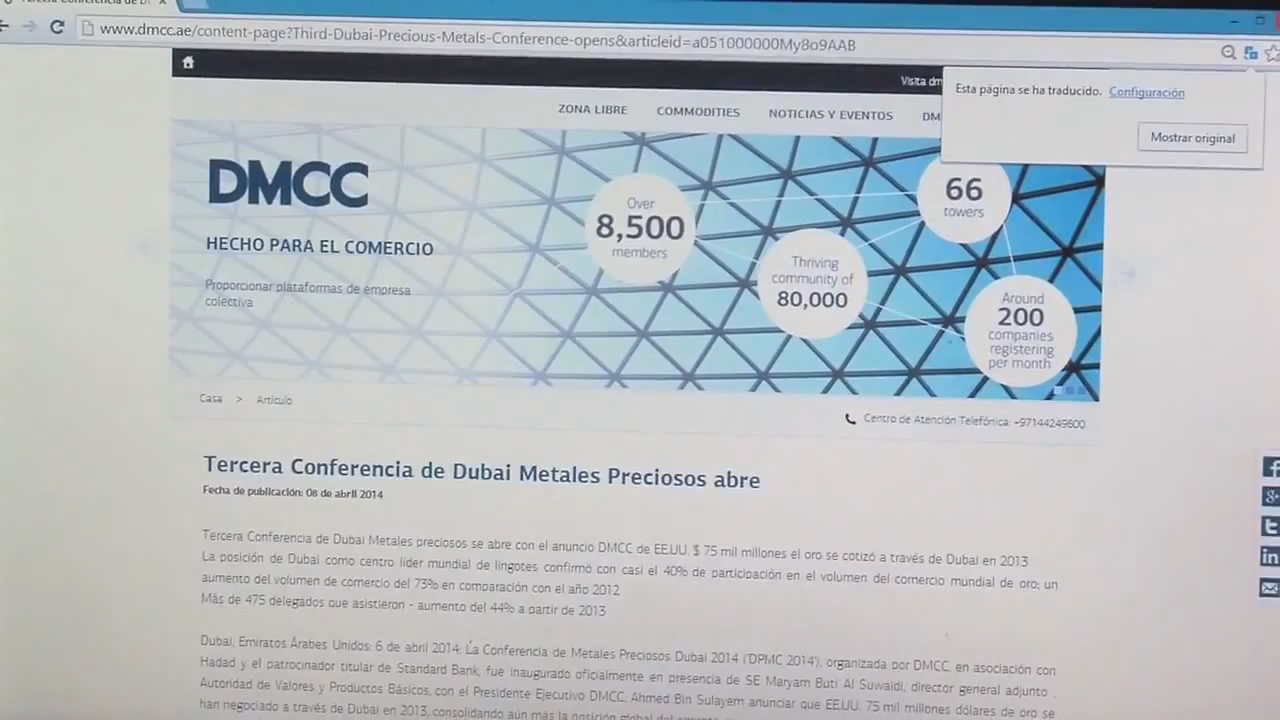 www.dmcc.ae/content-page?Third-Dubai-Precious-Metals-Conference-opens&articleid=a051000000My8o9AAB
Esta página se ha traducido. Configuración
Mostrar original
Visita dm
ZONA LIBRE COMMODITIES NOTICIAS Y EVENTOS DM
DMCC
HECHO PARA EL COMERCIO
Proporcionar plataformas de empresa
colectiva
Over
8,500
members
66
towers
Thriving
community of
80,000
Around
200
companies
registering
per month
Casa > Artículo
Centro de Atención Telefónica: +97144249600
Tercera Conferencia de Dubai Metales Preciosos abre
Fecha de publicación: 08 de abril 2014
Tercera Conferencia de Dubai Metales preciosos se abre con el anuncio DMCC de EE.UU. $ 75 mil millones el oro se cotizó a través de Dubai en 2013
La posición de Dubai como centro líder mundial de lingotes confirmó con casi el 40% de participación en el volumen del comercio mundial de oro; un
aumento del volumen de comercio del 73% en comparación con el año 2012
Más de 475 delegados que asistieron - aumento del 44% a partir de 2013
Dubai, Emiratos Árabes Unidos: 6 de abril 2014: La Conferencia de Metales Preciosos Dubai 2014 ('DPMC 2014'), organizada por DMCC, en asociación con
Hadad y el patrocinador titular de Standard Bank, fue inaugurado oficialmente en presencia de SE Maryam Buti Al Suwaidi, director general adjunto .
Autoridad de Valores y Productos Básicos, con el Presidente Ejecutivo DMCC, Ahmed Bin Sulayem anunciar que EE.UU. 75 mil millones dólares de oro se
han negociado a través de Dubai en 2013, consolidando aún más la